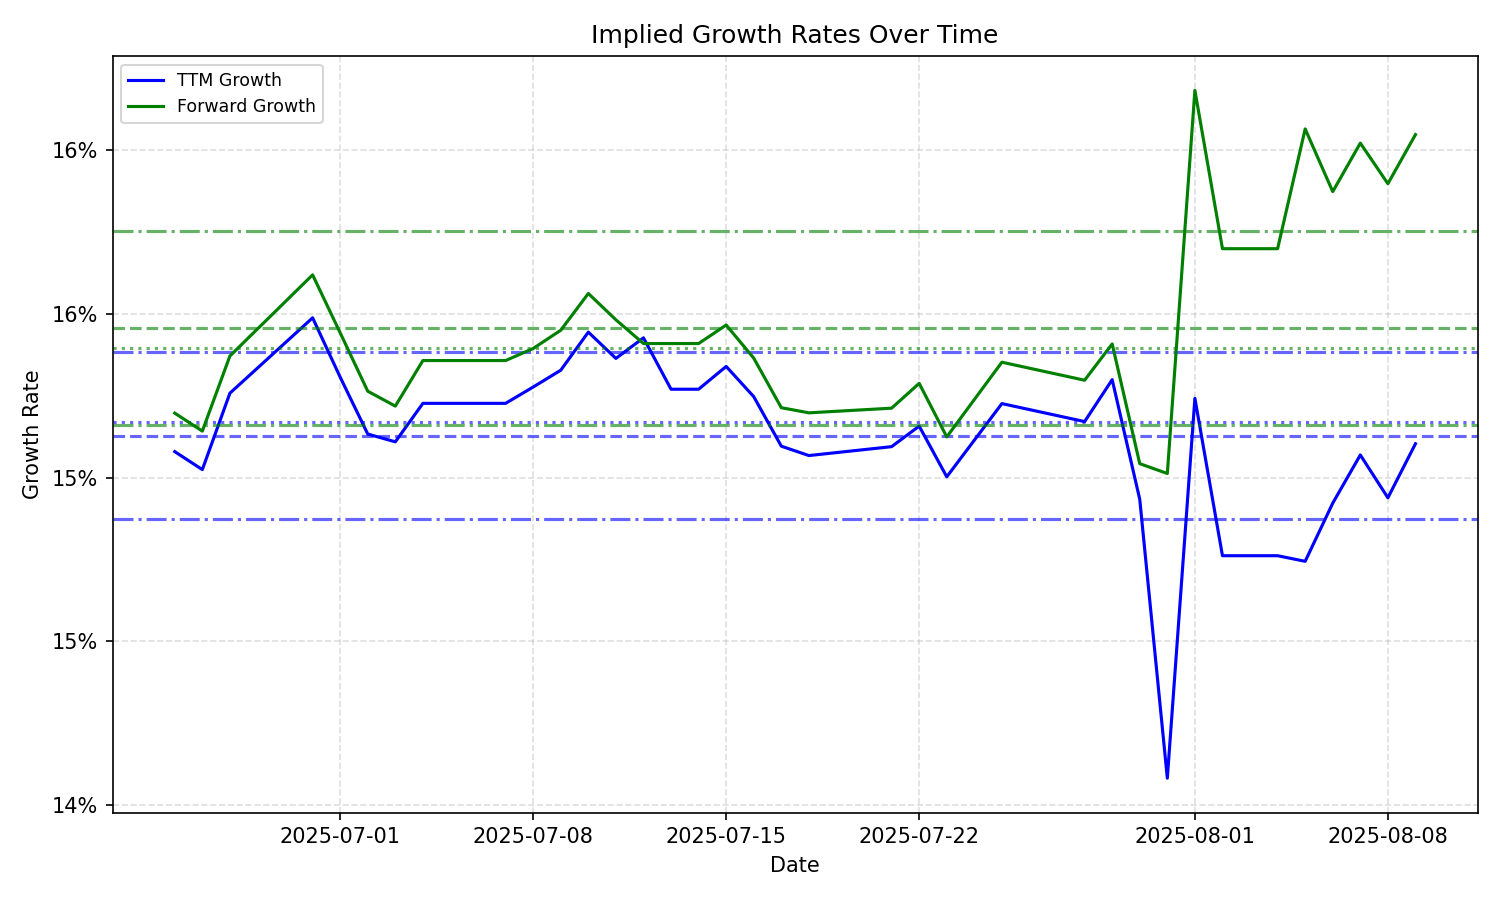 Implied Growth Rates Over Time
TTM Growth
Forward Growth
16%
16%
15%
15%
14%
Growth Rate
2025-07-01
2025-07-08
2025-07-15
2025-07-22
2025-08-01
2025-08-08
Date